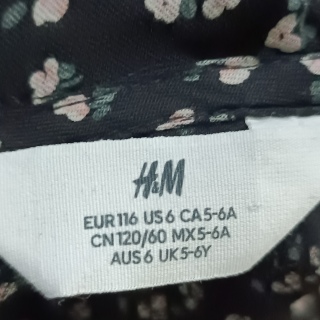 H&M
EUR 116 US 6 CA 5-6A
CN 120/60 MX 5-6A
AUS 6 UK 5-6Y